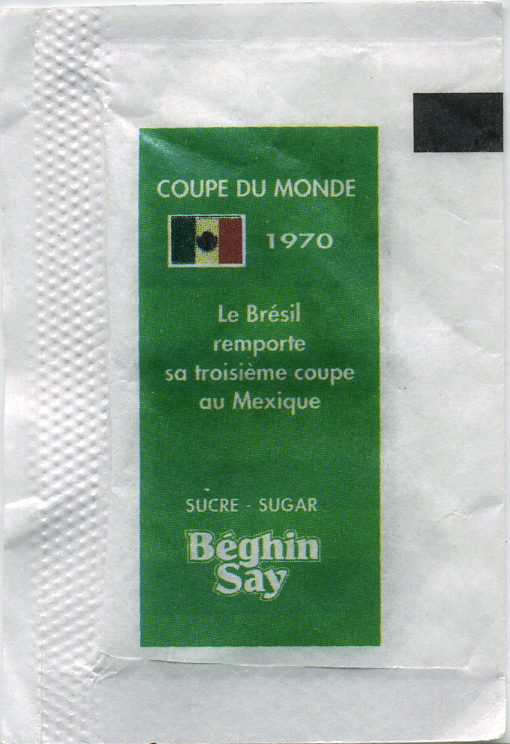 COUPE DU MONDE
1970
Le Brésil
remporte
sa troisième coupe
au Mexique
SUCRE - SUGAR
Béghin
Say